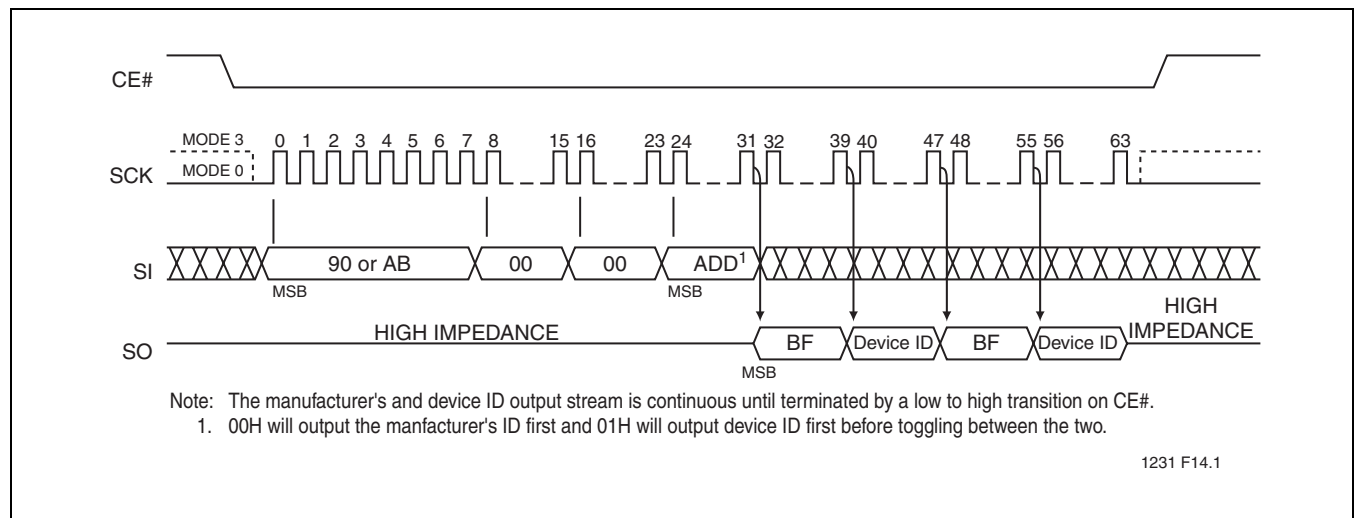 CE#
MODE 3
0 1 2 3 4 5 6 7 8 15 16 23 24 31 32 39 40 47 48 55 56 63
SCK
MODE 0
SI
90 or AB 00 00 ADD1
MSB MSB
HIGH IMPEDANCE
HIGH IMPEDANCE
SO
BF Device ID BF Device ID
MSB
Note: The manufacturer's and device ID output stream is continuous until terminated by a low to high transition on CE#.
1. 00H will output the manfacturer's ID first and 01H will output device ID first before toggling between the two.
1231 F14.1